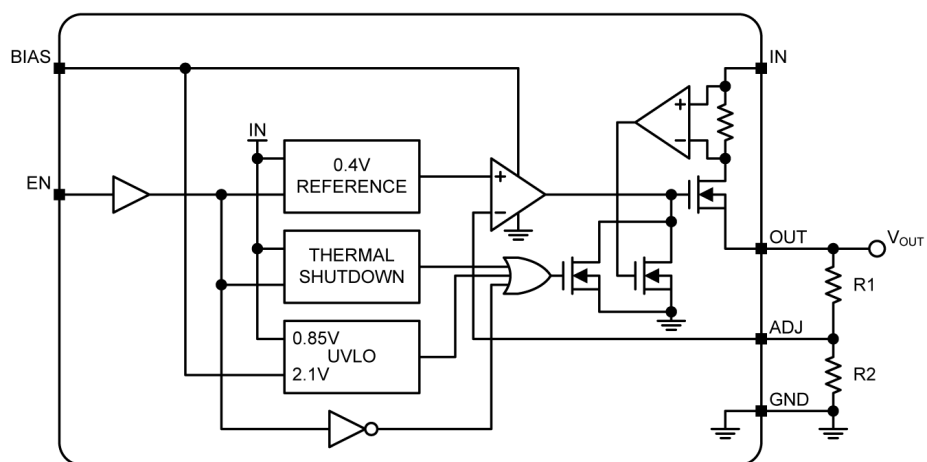 BIAS
IN
IN
0.4V
REFERENCE
+
−
+
−
EN
THERMAL
SHUTDOWN
OUT
VOUT
R1
0.85V
UVLO
2.1V
ADJ
R2
GND